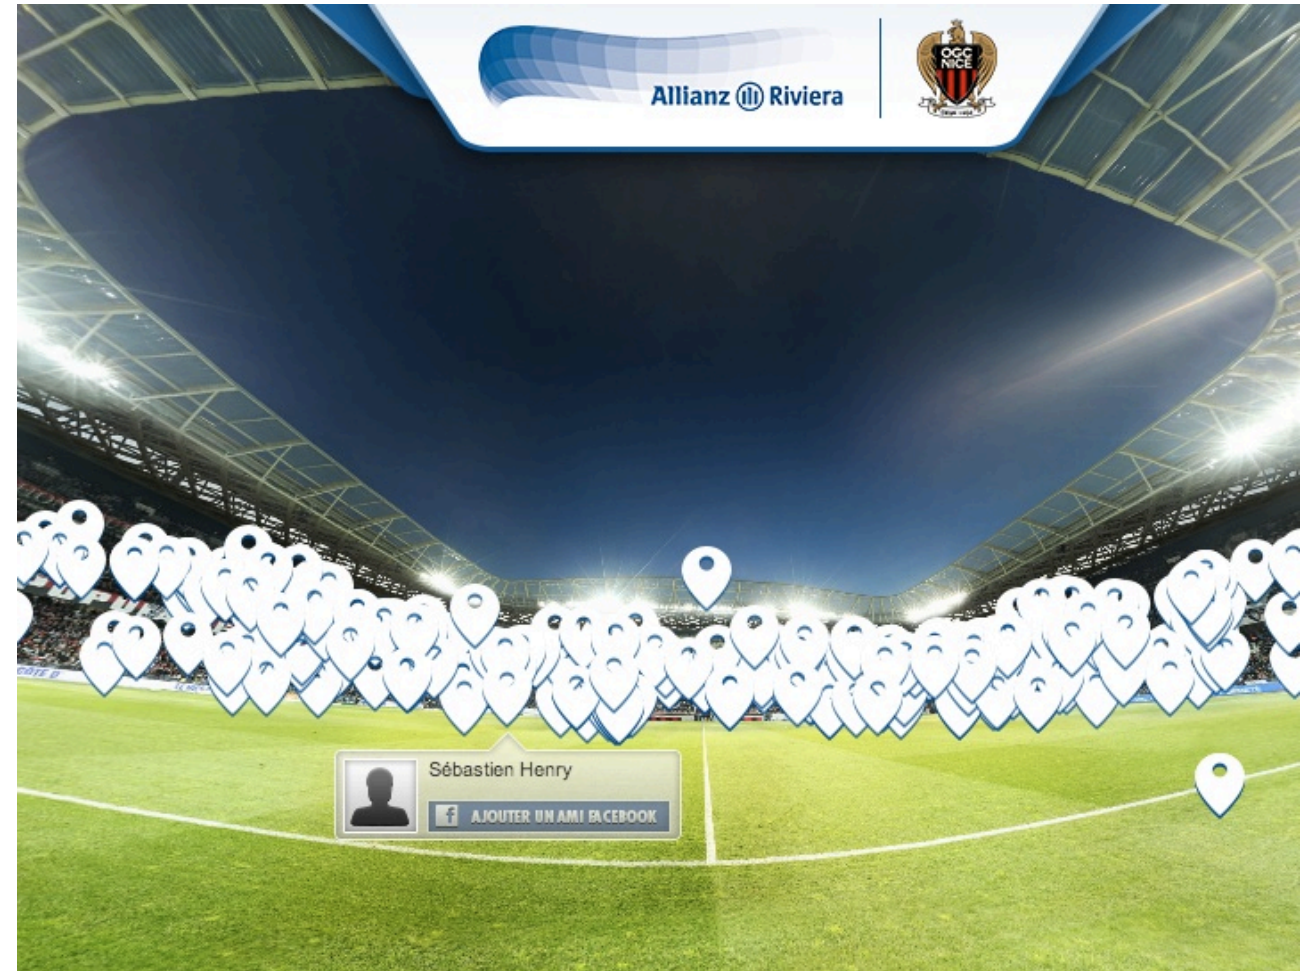 Allianz Riviera
OGC
NICE
Sébastien Henry
f AJOUTER UN AMI FACEBOOK